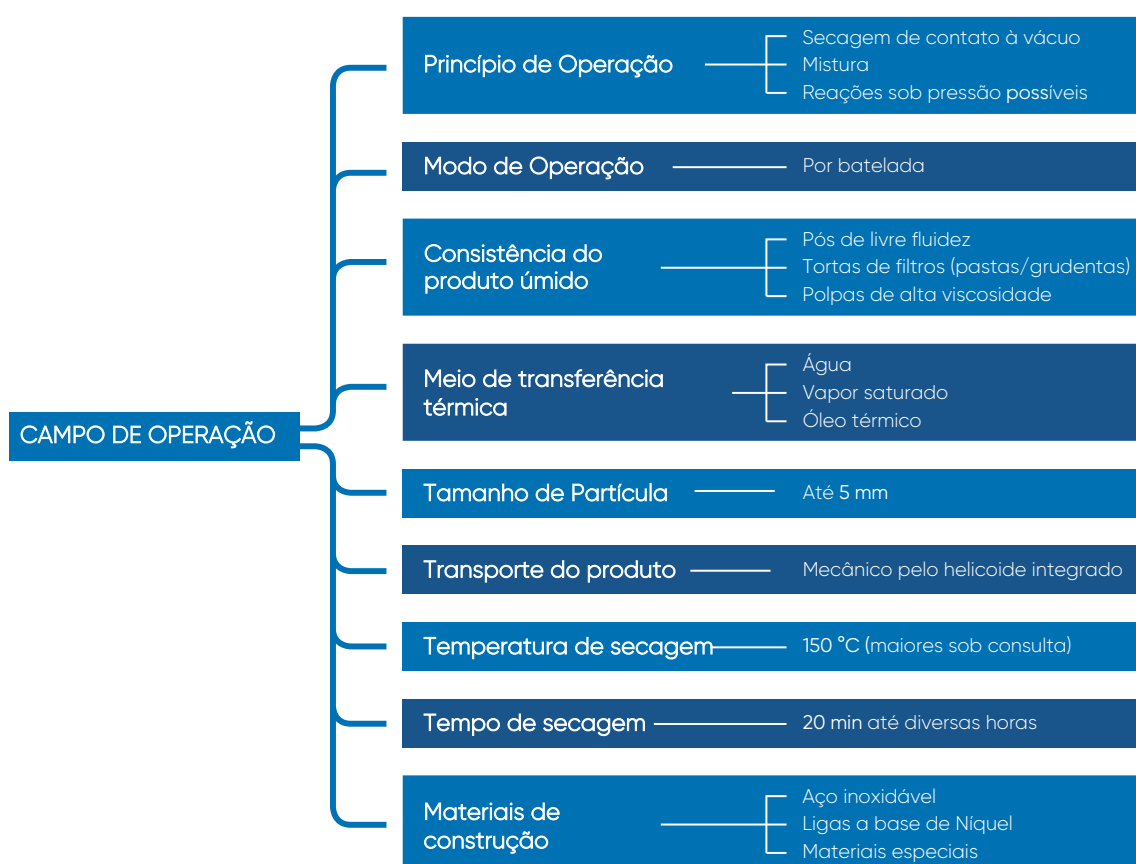 Princípio de Operação
Secagem de contato à vácuo
Mistura
Reações sob pressão possíveis
Modo de Operação
Por batelada
Consistência do
produto úmido
Pós de livre fluidez
Tortas de filtros (pastas/grudentas)
Polpas de alta viscosidade
Meio de transferência
térmica
Água
Vapor saturado
Óleo térmico
CAMPO DE OPERAÇÃO
Tamanho de Partícula
Até 5 mm
Transporte do produto
Mecânico pelo helicoide integrado
Temperatura de secagem
150 °C (maiores sob consulta)
Tempo de secagem
20 min até diversas horas
Materiais de
construção
Aço inoxidável
Ligas a base de Níquel
Materiais especiais